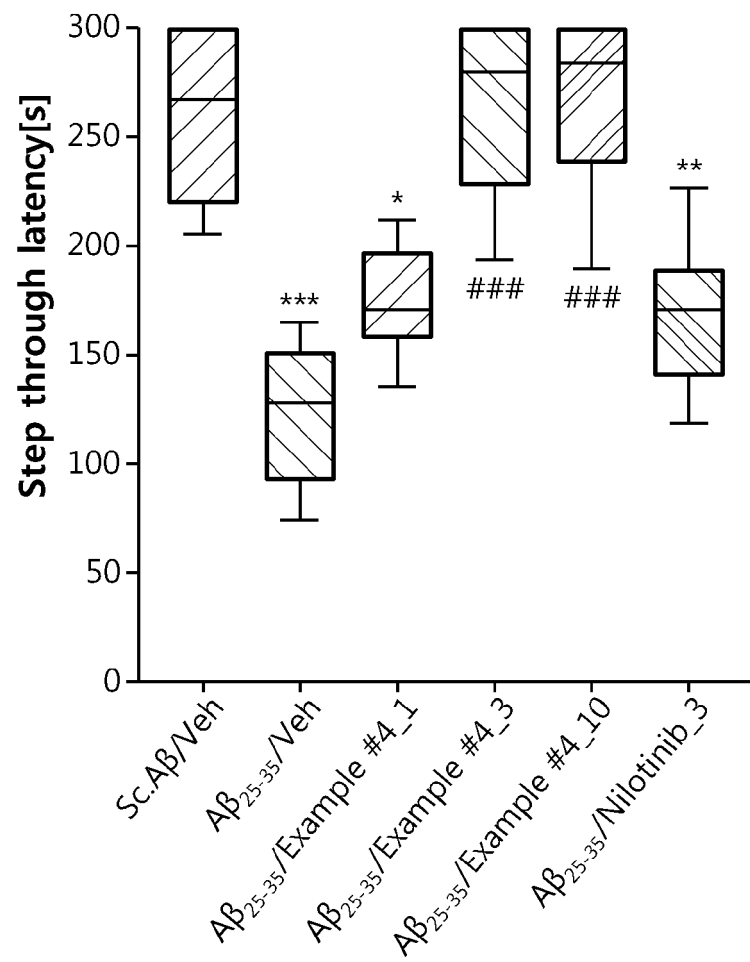 Step through latency[s]
300
250
200
150
100
50
0
***
*
###
###
**
Sc.Aβ/Veh
Aβ25-35/Veh
Aβ25-35/Example #4_1
Aβ25-35/Example #4_3
Aβ25-35/Example #4_10
Aβ25-35/Nilotinib_3